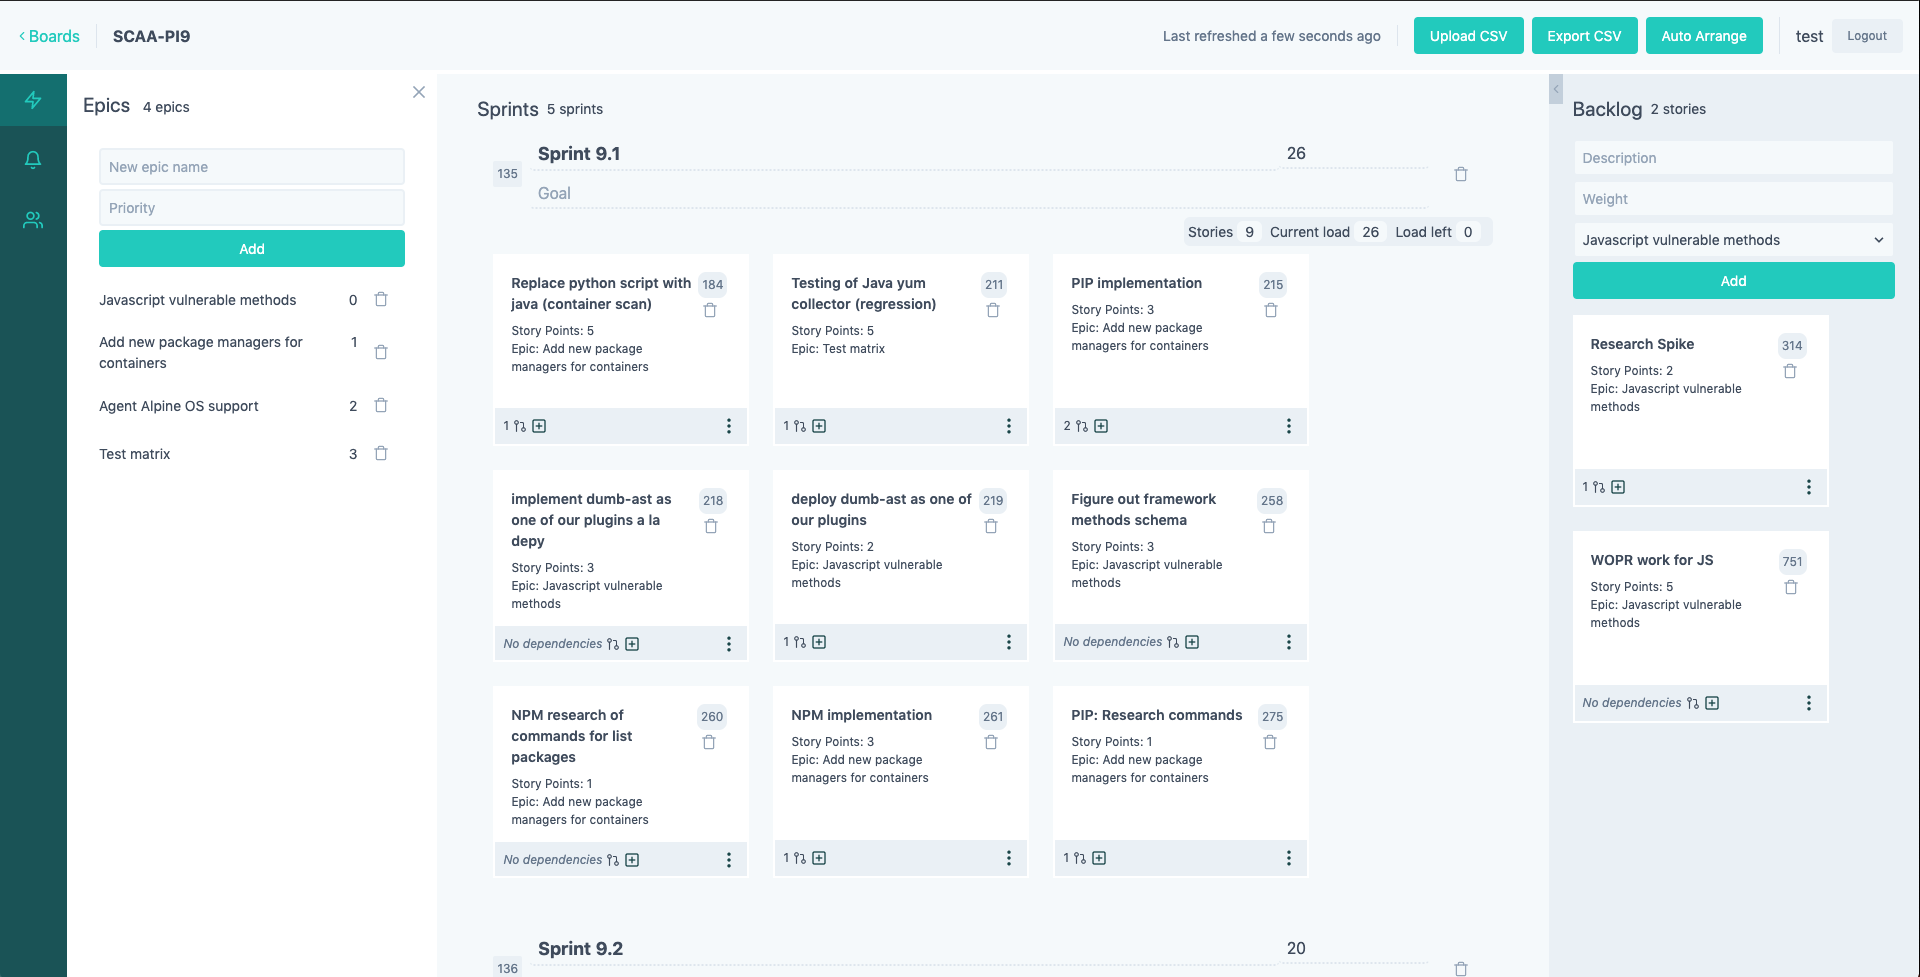 Boards
SCAA-PI9
Last refreshed a few seconds ago
Upload CSV
Export CSV
Auto Arrange
test
Logout
Epics 4 epics
New epic name
Priority
Add
Javascript vulnerable methods 0
Add new package managers for 1
containers
Agent Alpine OS support 2
Test matrix 3
Sprints 5 sprints
135
Sprint 9.1
26
Goal
Stories 9 Current load 26 Load left 0
Replace python script with
java (container scan)
184
Story Points: 5
Epic: Add new package
managers for containers
1
Testing of Java yum
collector (regression)
211
Story Points: 5
Epic: Test matrix
1
PIP implementation
215
Story Points: 3
Epic: Add new package
managers for containers
2
implement dumb-ast as
one of our plugins a la
depy
218
Story Points: 3
Epic: Javascript vulnerable
methods
No dependencies
deploy dumb-ast as one of
our plugins
219
Story Points: 2
Epic: Javascript vulnerable
methods
1
Figure out framework
methods schema
258
Story Points: 3
Epic: Javascript vulnerable
methods
No dependencies
NPM research of
commands for list
packages
260
Story Points: 1
Epic: Add new package
managers for containers
No dependencies
NPM implementation
261
Story Points: 3
Epic: Add new package
managers for containers
1
PIP: Research commands
275
Story Points: 1
Epic: Add new package
managers for containers
1
136
Sprint 9.2
20
Backlog 2 stories
Description
Weight
Javascript vulnerable methods
Add
Research Spike
314
Story Points: 2
Epic: Javascript vulnerable
methods
1
WOPR work for JS
751
Story Points: 5
Epic: Javascript vulnerable
methods
No dependencies